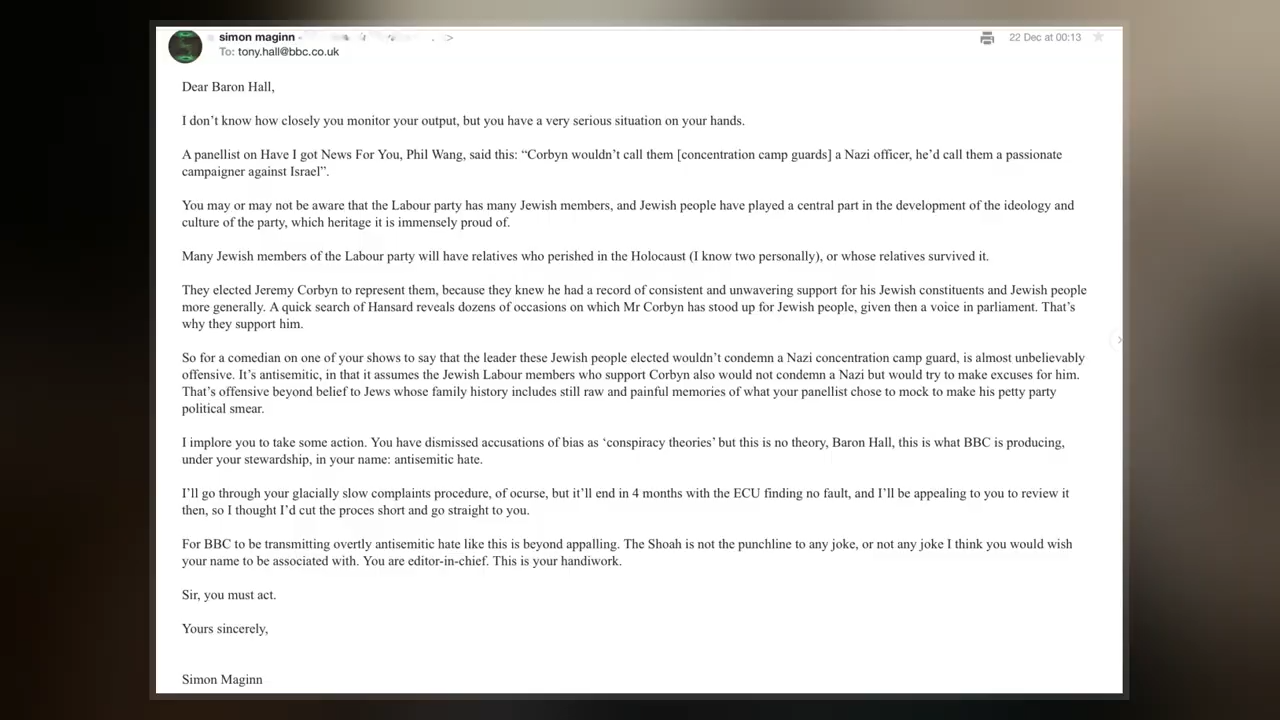 simon maginn -
To: tony.hall@bbc.co.uk
22 Dec at 00:13
Dear Baron Hall,
I don’t know how closely you monitor your output, but you have a very serious situation on your hands.
A panellist on Have I got News For You, Phil Wang, said this: “Corbyn wouldn’t call them [concentration camp guards] a Nazi officer, he’d call them a passionate
campaigner against Israel”.
You may or may not be aware that the Labour party has many Jewish members, and Jewish people have played a central part in the development of the ideology and
culture of the party, which heritage it is immensely proud of.
Many Jewish members of the Labour party will have relatives who perished in the Holocaust (I know two personally), or whose relatives survived it.
They elected Jeremy Corbyn to represent them, because they knew he had a record of consistent and unwavering support for his Jewish constituents and Jewish people
more generally. A quick search of Hansard reveals dozens of occasions on which Mr Corbyn has stood up for Jewish people, given then a voice in parliament. That’s
why they support him.
So for a comedian on one of your shows to say that the leader these Jewish people elected wouldn’t condemn a Nazi concentration camp guard, is almost unbelievably
offensive. It’s antisemitic, in that it assumes the Jewish Labour members who support Corbyn also would not condemn a Nazi but would try to make excuses for him.
That’s offensive beyond belief to Jews whose family history includes still raw and painful memories of what your panellist chose to mock to make his petty party
political smear.
I implore you to take some action. You have dismissed accusations of bias as ‘conspiracy theories’ but this is no theory, Baron Hall, this is what BBC is producing,
under your stewardship, in your name: antisemitic hate.
I’ll go through your glacially slow complaints procedure, of ocurse, but it’ll end in 4 months with the ECU finding no fault, and I’ll be appealing to you to review it
then, so I thought I’d cut the proces short and go straight to you.
For BBC to be transmitting overtly antisemitic hate like this is beyond appalling. The Shoah is not the punchline to any joke, or not any joke I think you would wish
your name to be associated with. You are editor-in-chief. This is your handiwork.
Sir, you must act.
Yours sincerely,
Simon Maginn